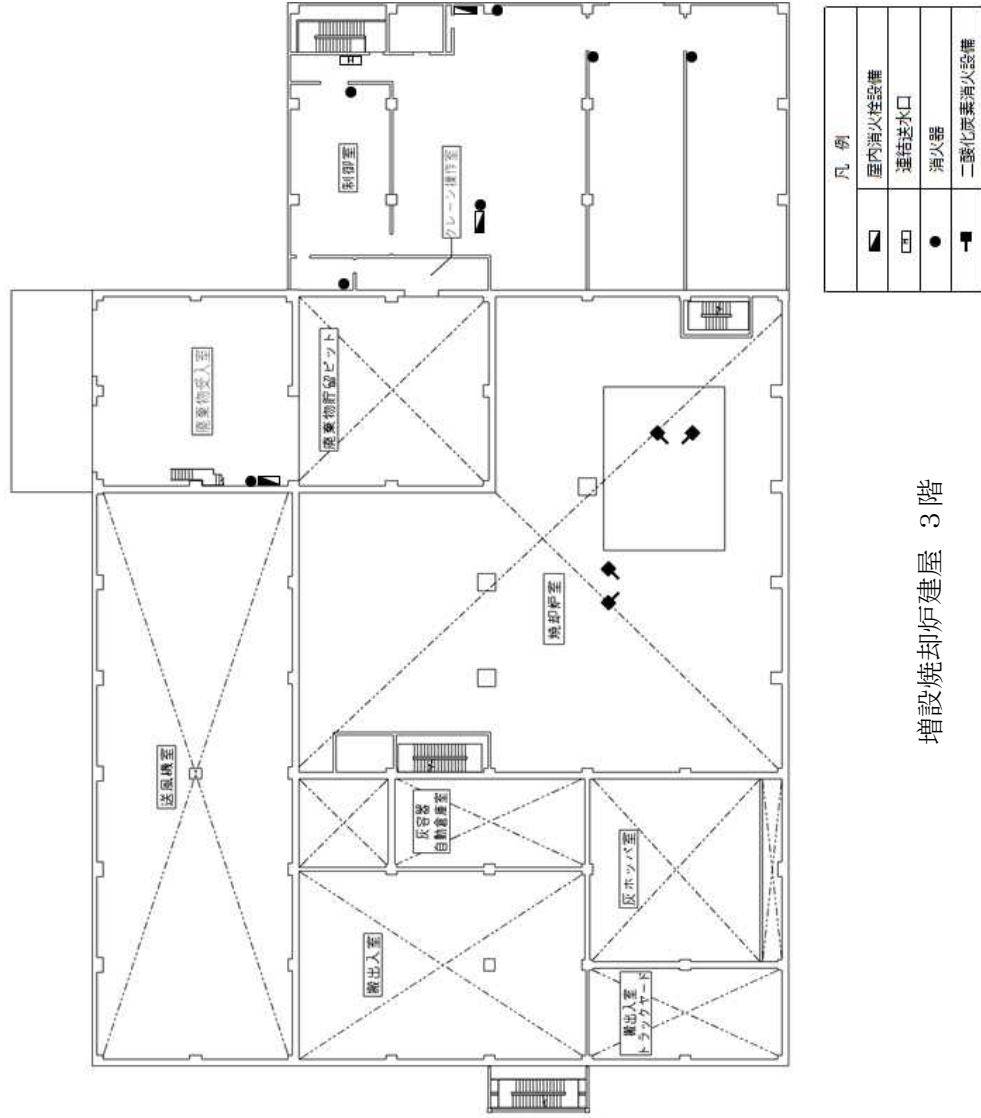 制御室
クレーン操作室
廃棄物受入室
廃棄物貯留ピット
送風機室
焼却炉室
灰容器
自動倉庫室
搬出入室
灰ホッパ室
搬出入室
トラックヤード
凡 例
屋内消火栓設備
H
連結送水口
消火器
二酸化炭素消火設備
増設焼却炉建屋 3階